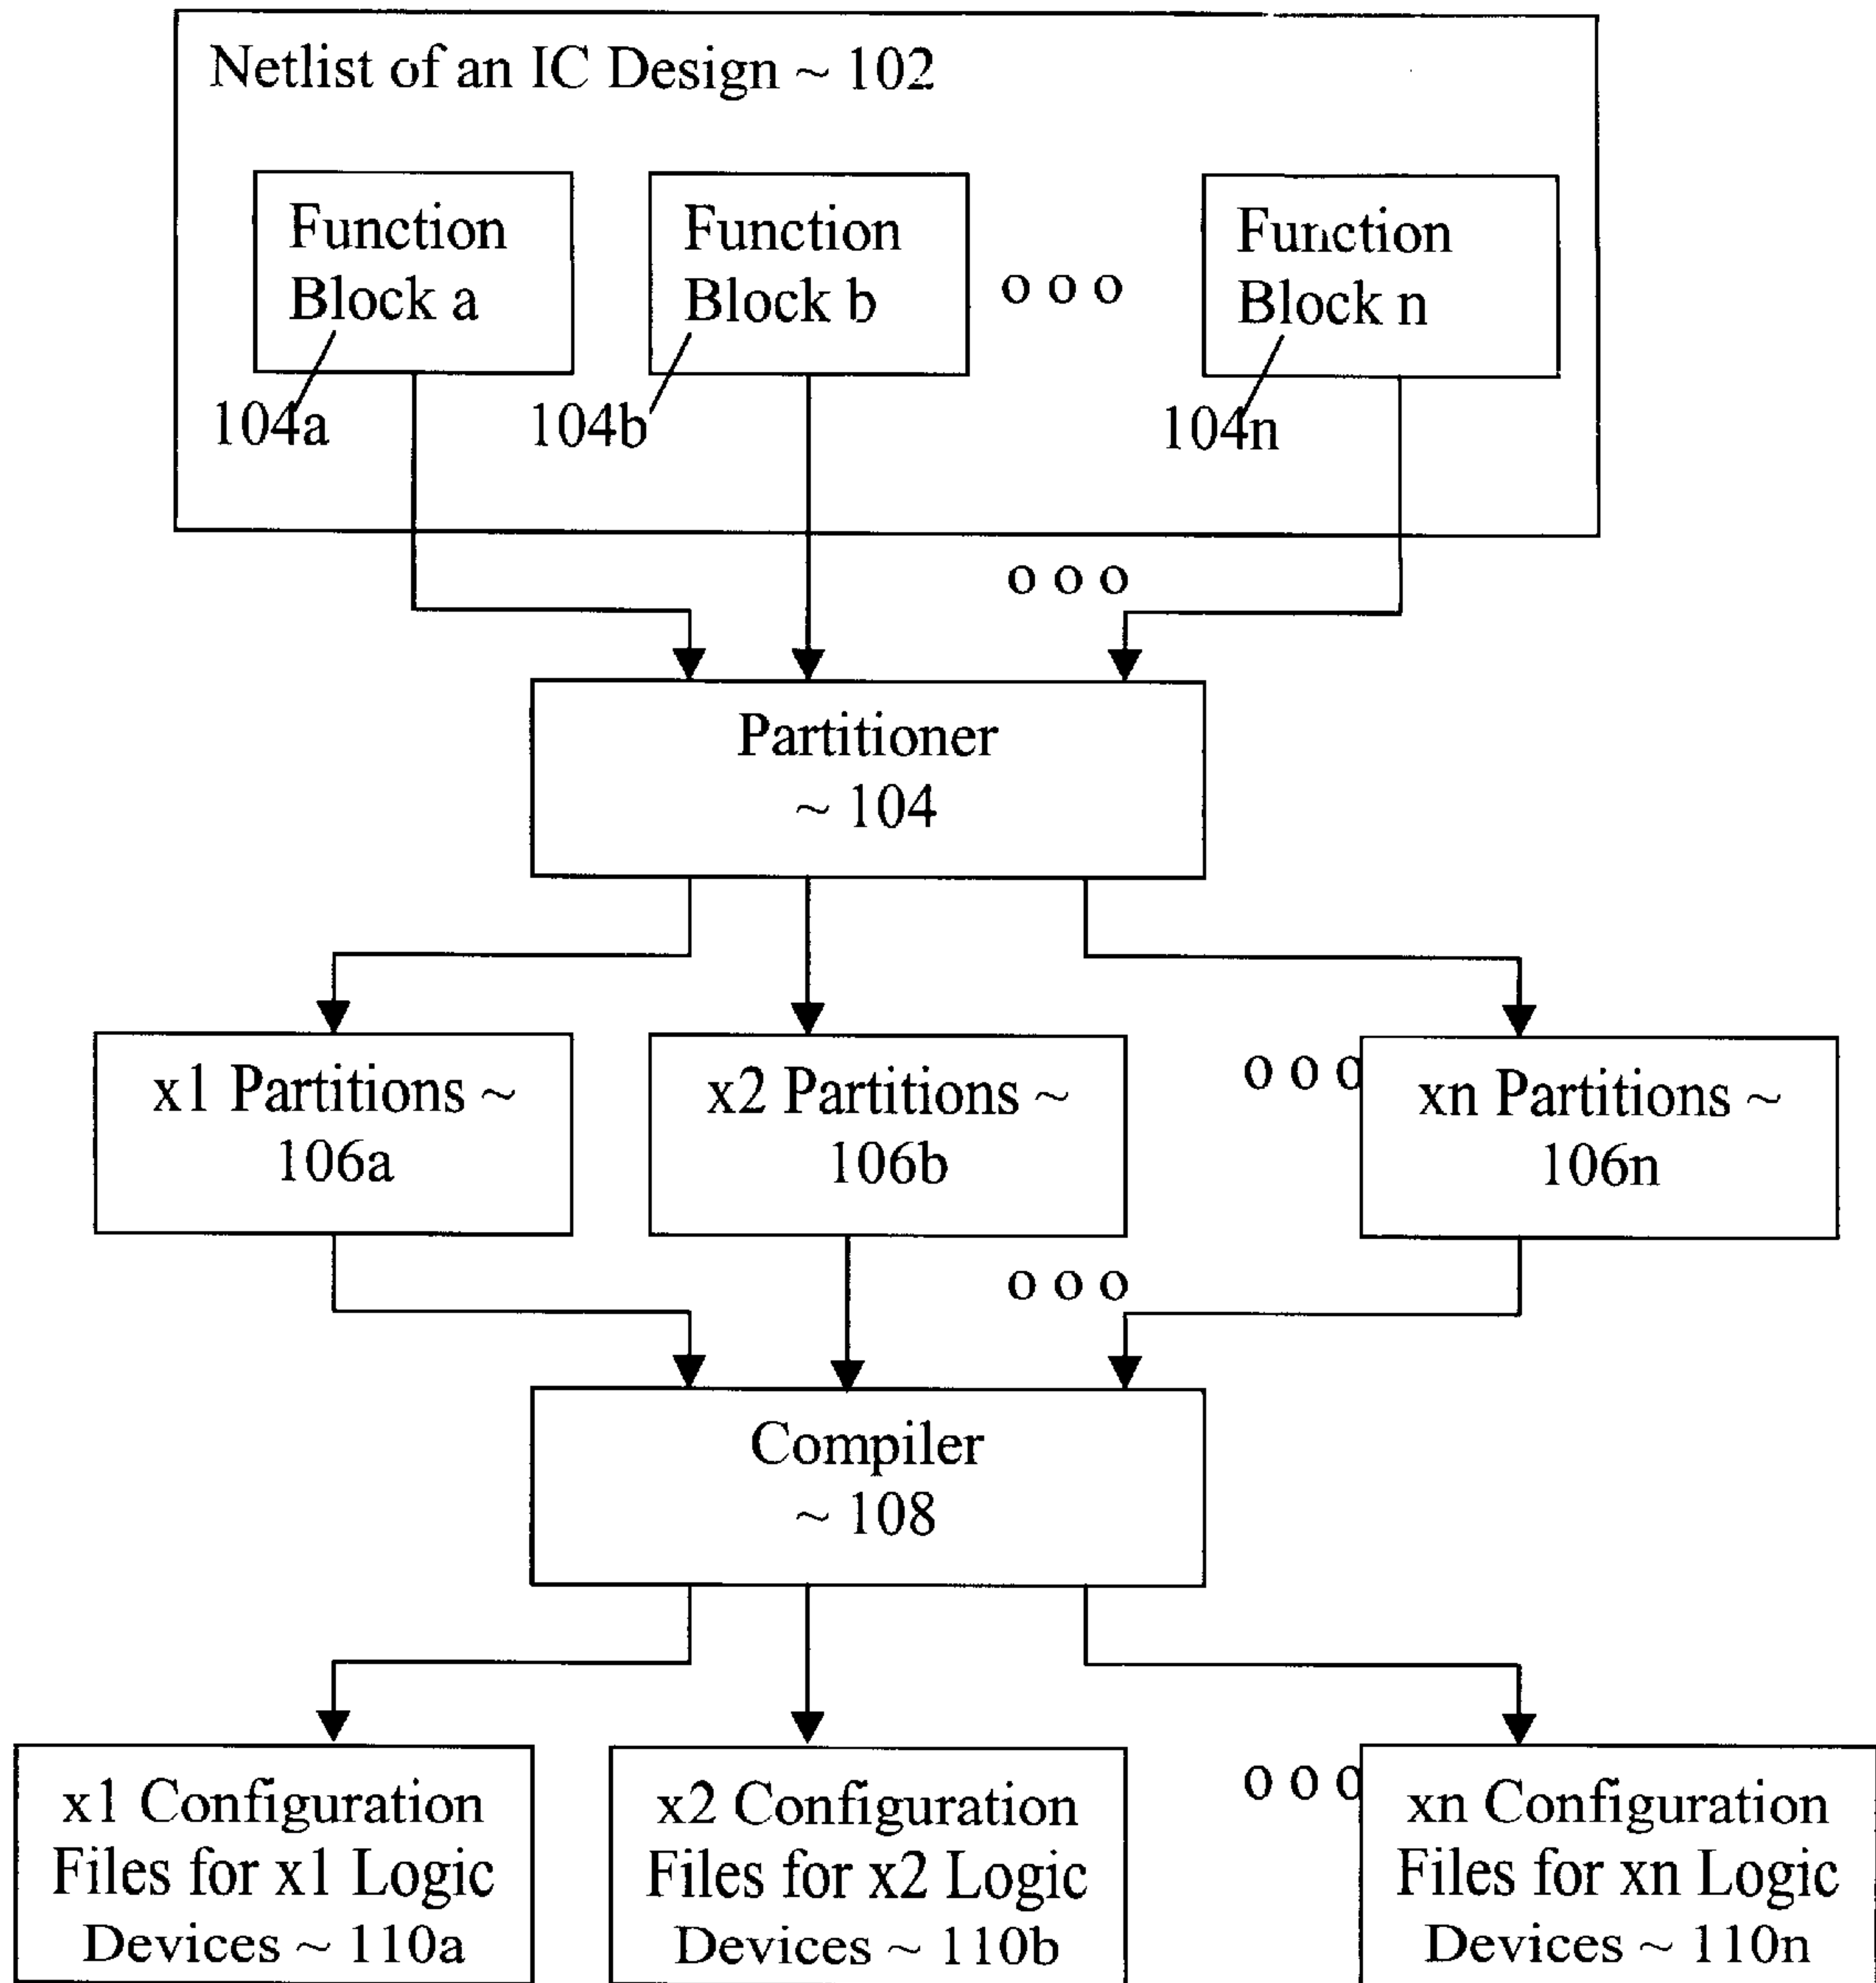 Netlist of an IC Design ~ 102
Function
Block a
Function
Block b
o o o
Function
Block n
104a
104b
104n
o o o
Partitioner
~ 104
x1 Partitions ~
106a
x2 Partitions ~
106b
o o o
xn Partitions ~
106n
o o o
Compiler
~ 108
x1 Configuration
Files for x1 Logic
Devices ~ 110a
x2 Configuration
Files for x2 Logic
Devices ~ 110b
o o o
xn Configuration
Files for xn Logic
Devices ~ 110n